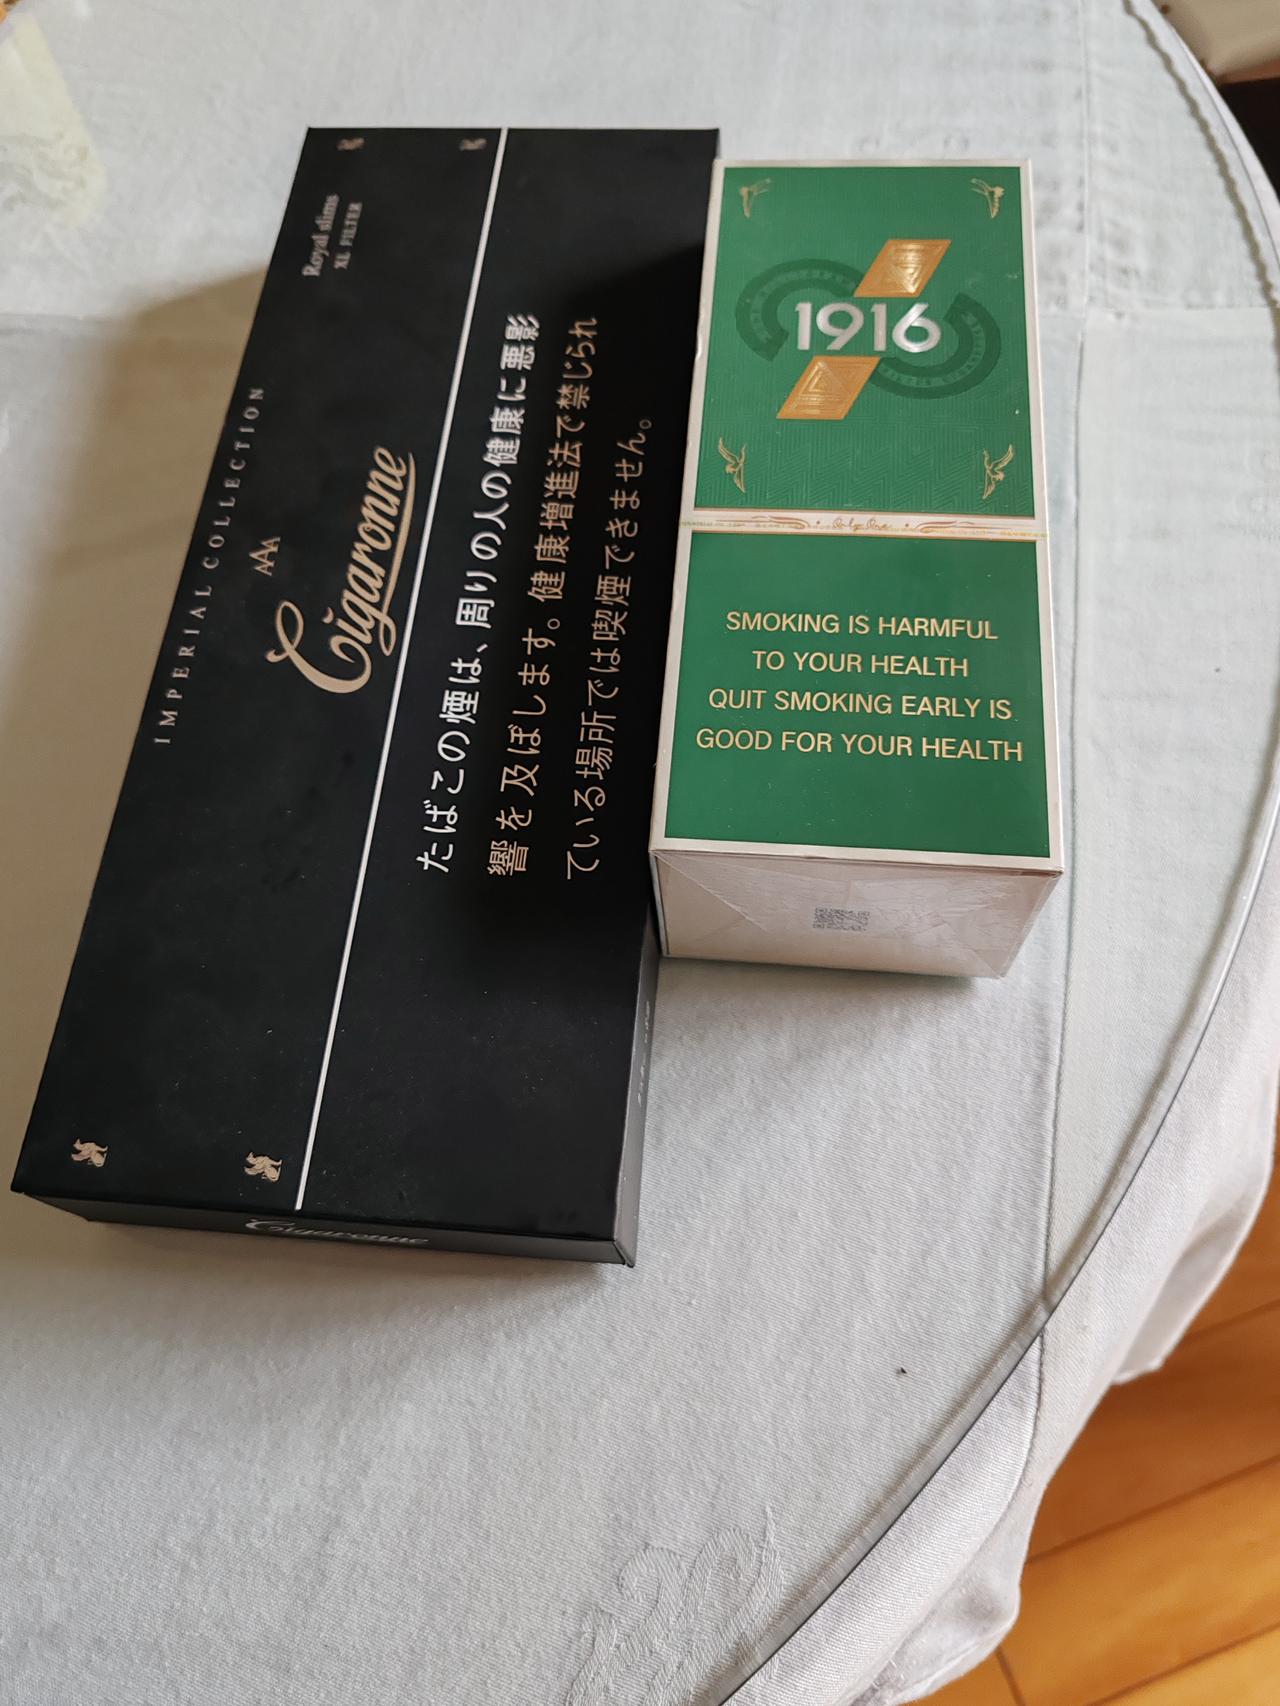 Royal slims
XL FILTER
IMPERIAL COLLECTION
Cigaronne
たばこの煙は、周りの人の健康に悪影
響を及ぼします。健康増進法で禁じられ
ている場所では喫煙できません。
Cigaronne
1916
Only One
SMOKING IS HARMFUL
TO YOUR HEALTH
QUIT SMOKING EARLY IS
GOOD FOR YOUR HEALTH